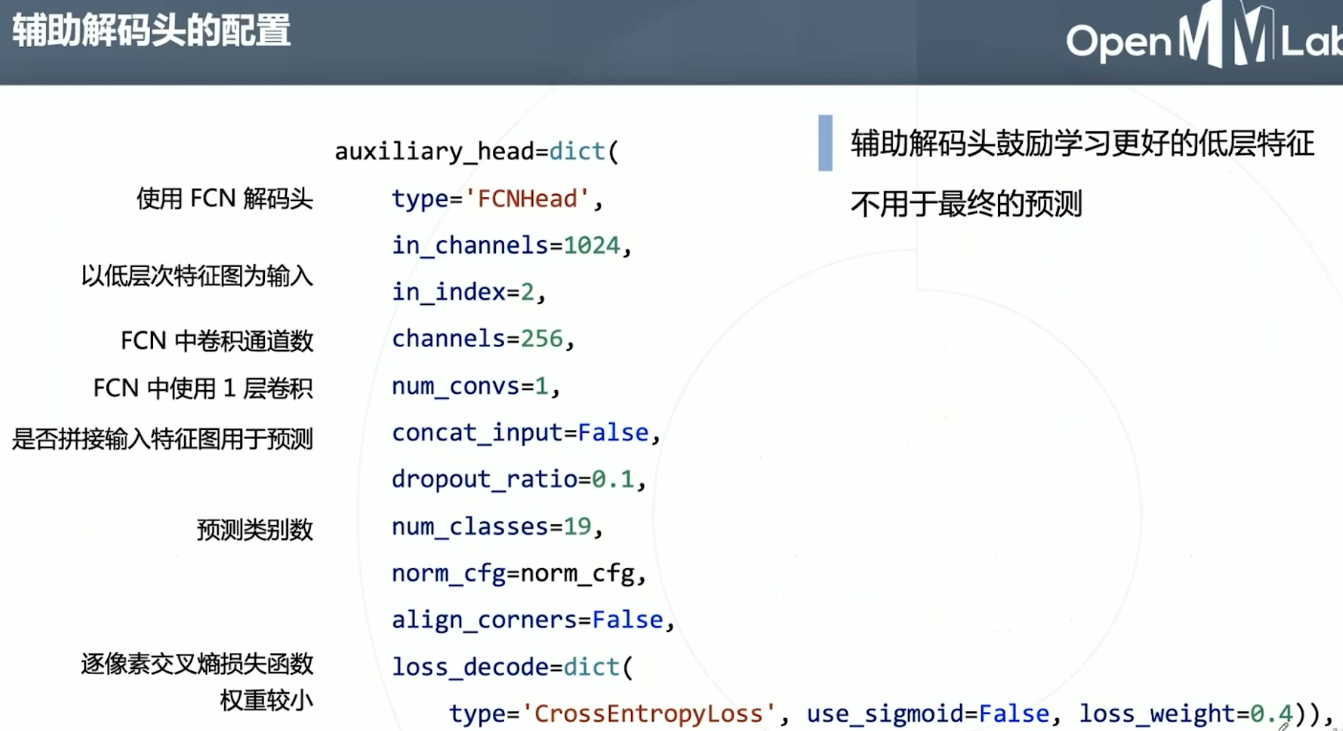 辅助解码头的配置
OpenMMLab
auxiliary_head=dict(
使用 FCN 解码头
type='FCNHead',
in_channels=1024,
以低层次特征图为输入
in_index=2,
FCN 中卷积通道数
channels=256,
FCN 中使用 1 层卷积
num_convs=1,
是否拼接输入特征图用于预测
concat_input=False,
dropout_ratio=0.1,
预测类别数
num_classes=19,
norm_cfg=norm_cfg,
align_corners=False,
逐像素交叉熵损失函数
权重较小
loss_decode=dict(
type='CrossEntropyLoss', use_sigmoid=False, loss_weight=0.4)),
辅助解码头鼓励学习更好的低层特征
不用于最终的预测